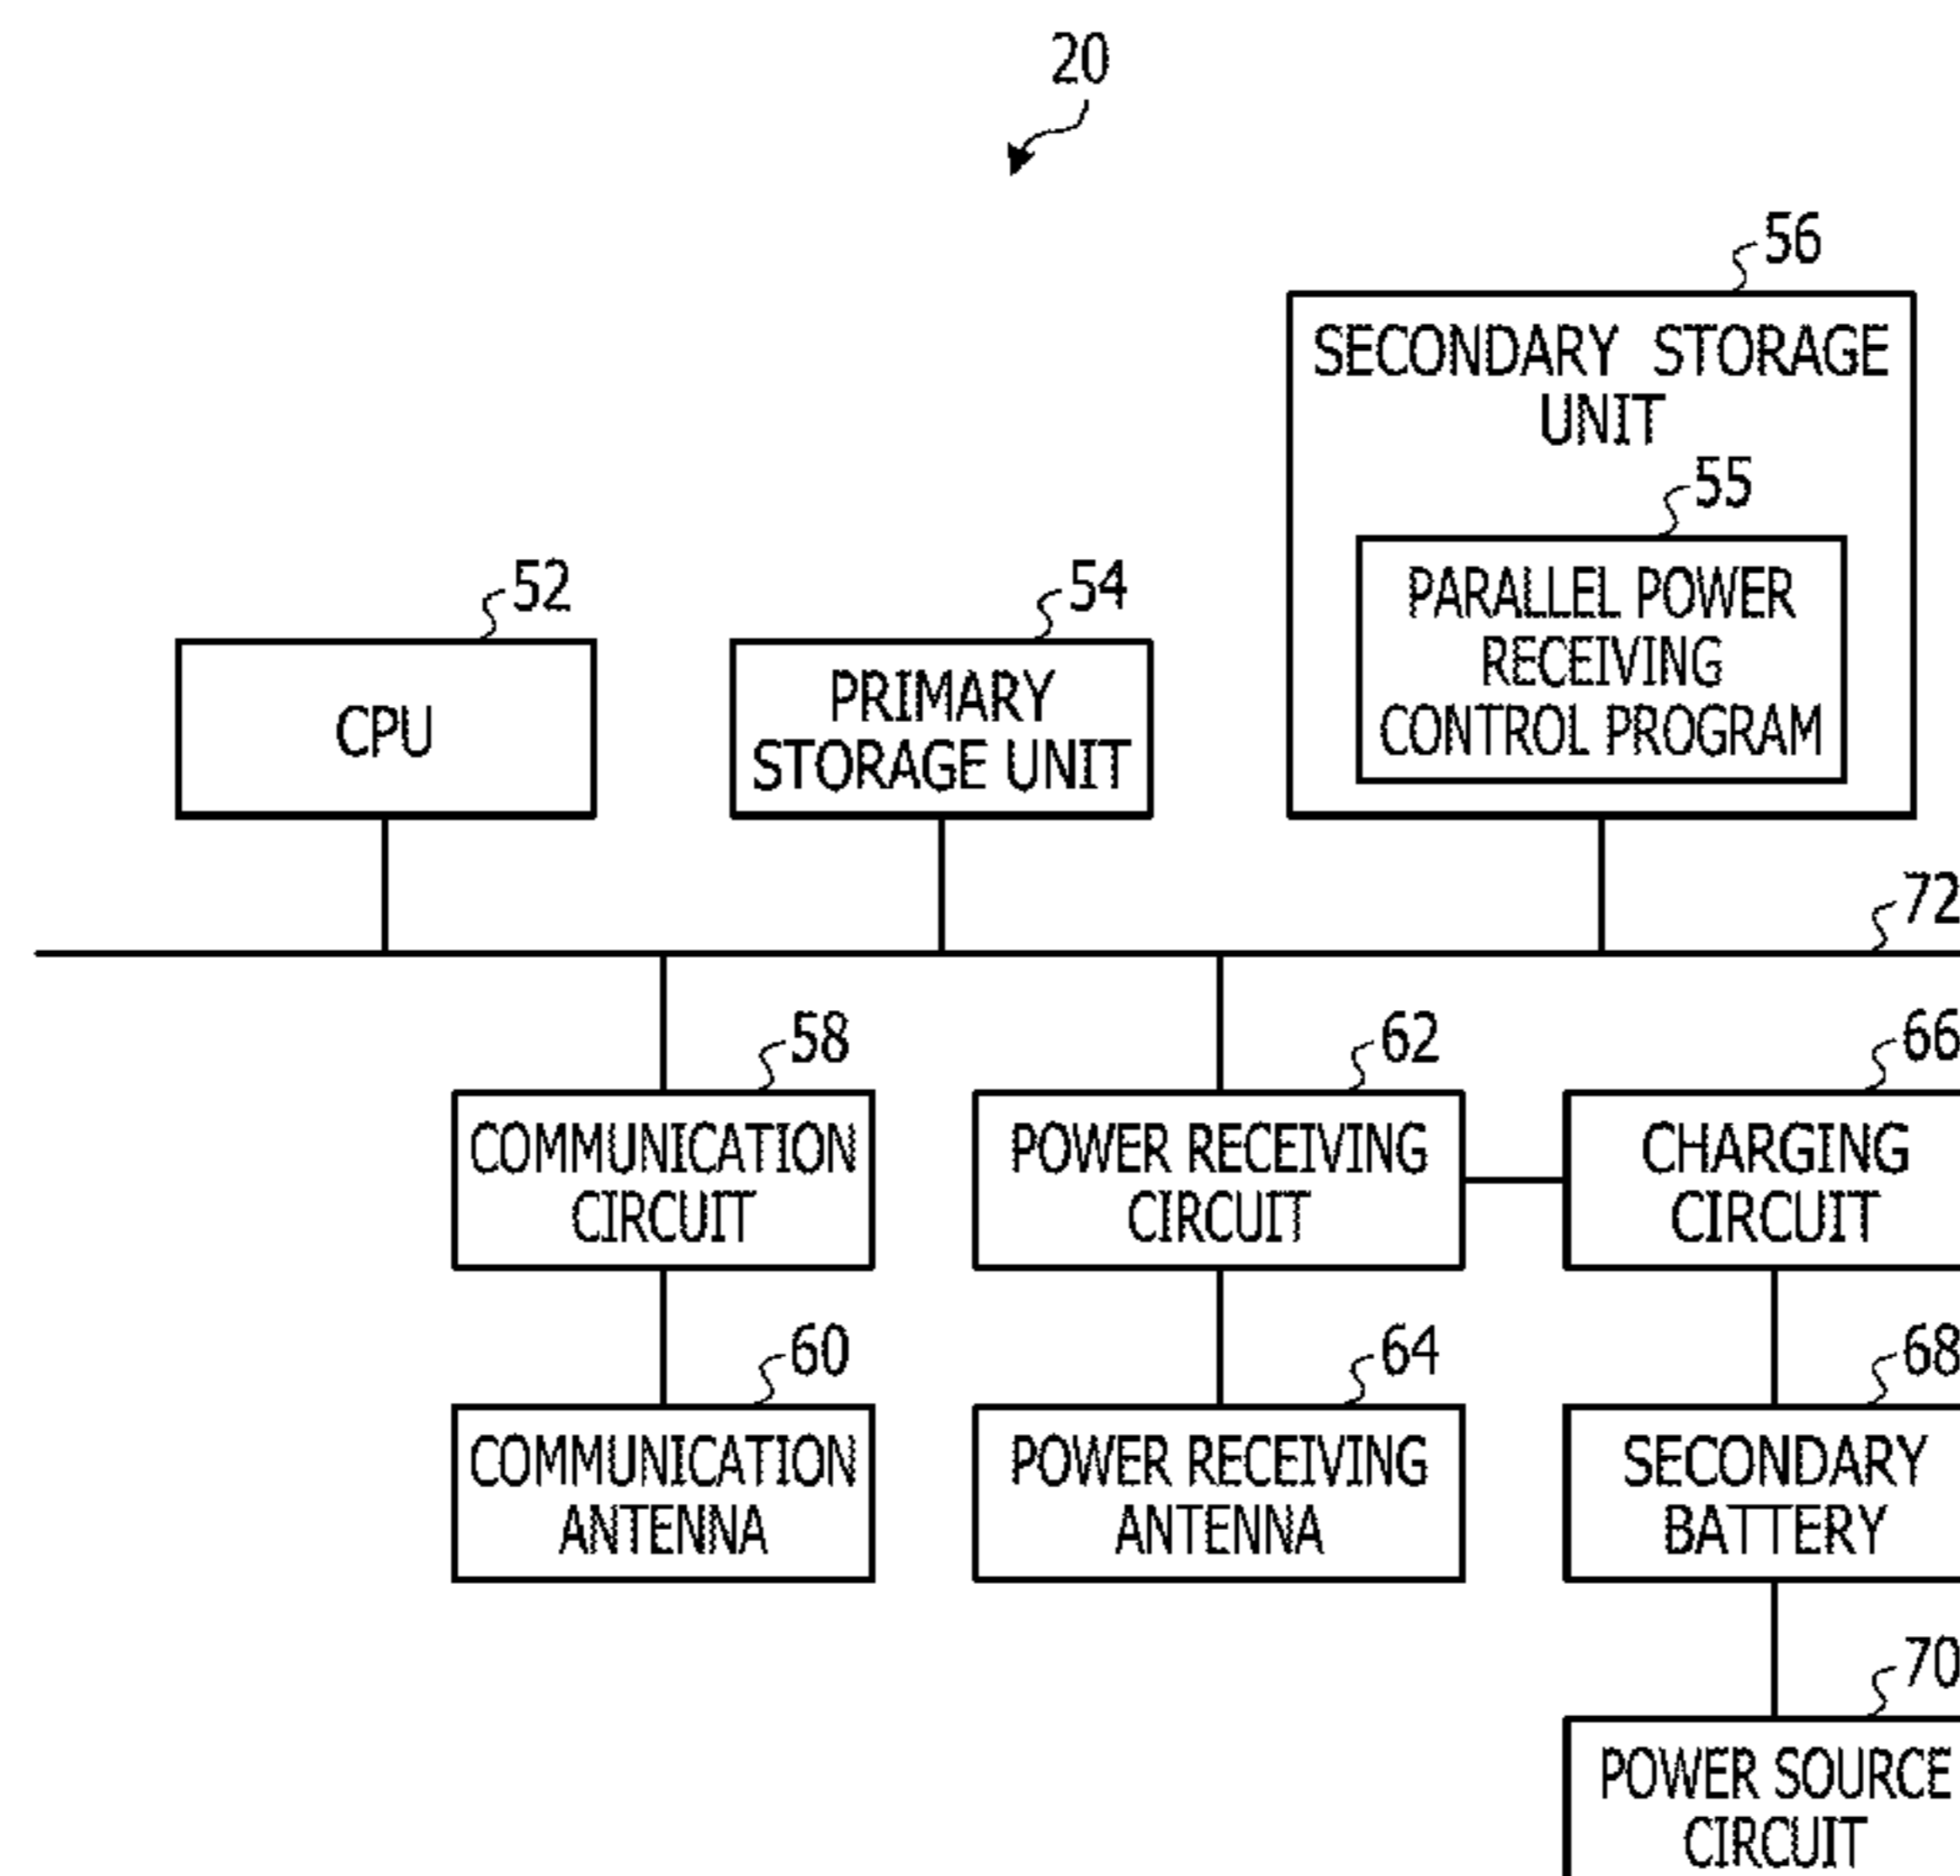 20
56
SECONDARY STORAGE
UNIT
55
PARALLEL POWER
RECEIVING
CONTROL PROGRAM
52
CPU
54
PRIMARY
STORAGE UNIT
72
58
COMMUNICATION
CIRCUIT
62
POWER RECEIVING
CIRCUIT
66
CHARGING
CIRCUIT
60
COMMUNICATION
ANTENNA
64
POWER RECEIVING
ANTENNA
68
SECONDARY
BATTERY
70
POWER SOURCE
CIRCUIT